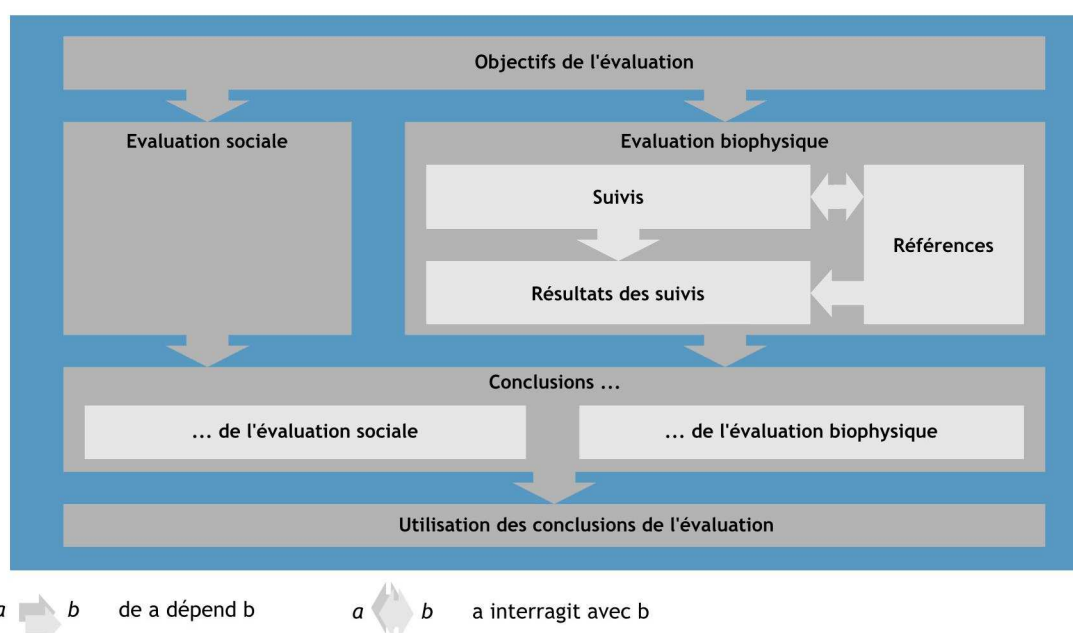 Objectifs de l'évaluation
Evaluation sociale
Evaluation biophysique
Suivis
Références
Résultats des suivis
Conclusions ...
... de l'évaluation sociale
... de l'évaluation biophysique
Utilisation des conclusions de l'évaluation
a b de a dépend b
a b a interragit avec b